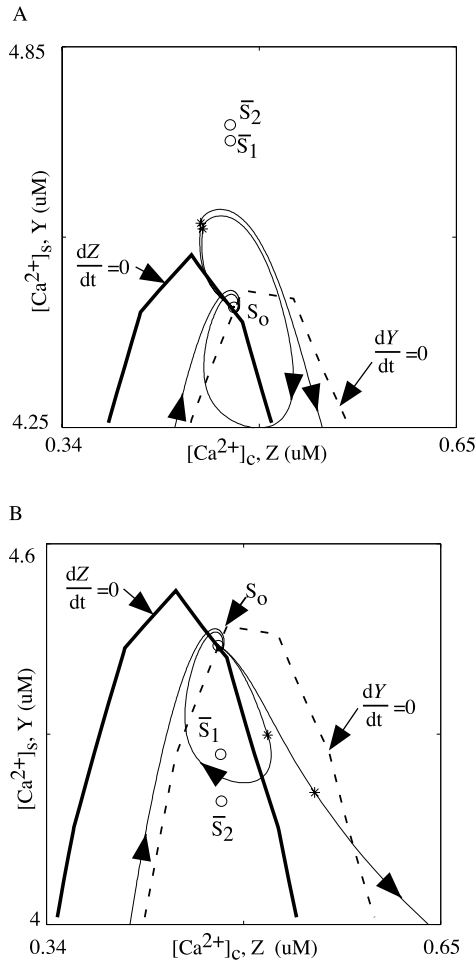 A
4.85
S̅2
S̅1
[Ca2+]s, Y (uM)
dZ
dt =0
So
dY
dt =0
4.25
0.34
[Ca2+]c, Z (uM)
0.65
B
4.6
dZ
dt =0
So
[Ca2+]s, Y (uM)
S̅1
dY
dt =0
S̅2
4
0.34
[Ca2+]c, Z (uM)
0.65